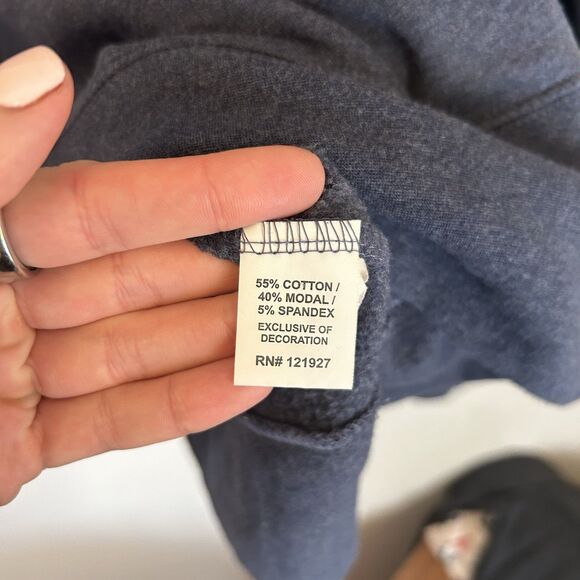 55% COTTON /
40% MODAL /
5% SPANDEX
EXCLUSIVE OF
DECORATION
RN# 121927